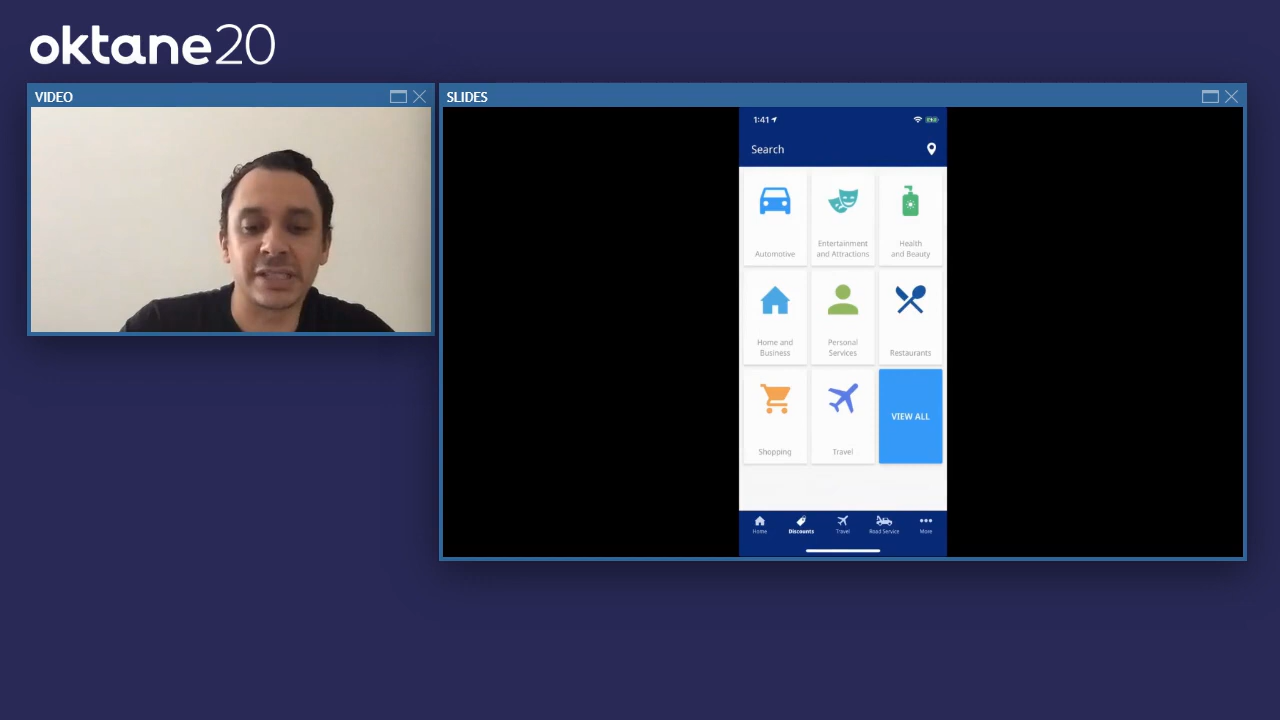 oktane20
VIDEO
SLIDES
1:41
Search
Automotive
Entertainment
and Attractions
Health
and Beauty
Home and
Business
Personal
Services
Restaurants
Shopping
Travel
VIEW ALL
Home
Discounts
Travel
Road Service
More